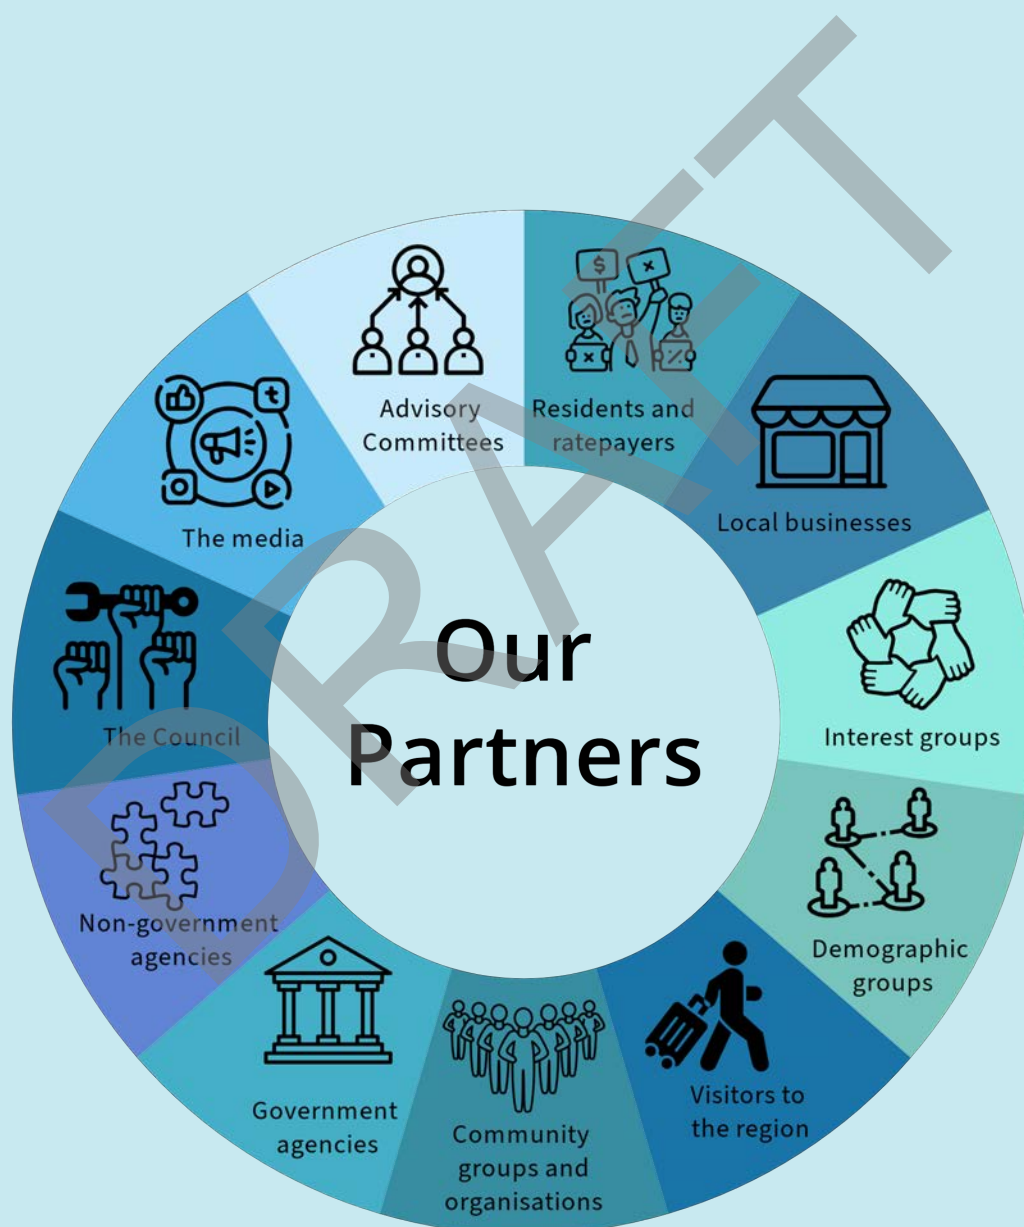 DRAFT
Our
Partners
Residents and
ratepayers
$
x
x
%
Local businesses
Interest groups
Demographic
groups
Visitors to
the region
Community
groups and
organisations
Government
agencies
Non-government
agencies
The Council
The media
t
Advisory
Committees